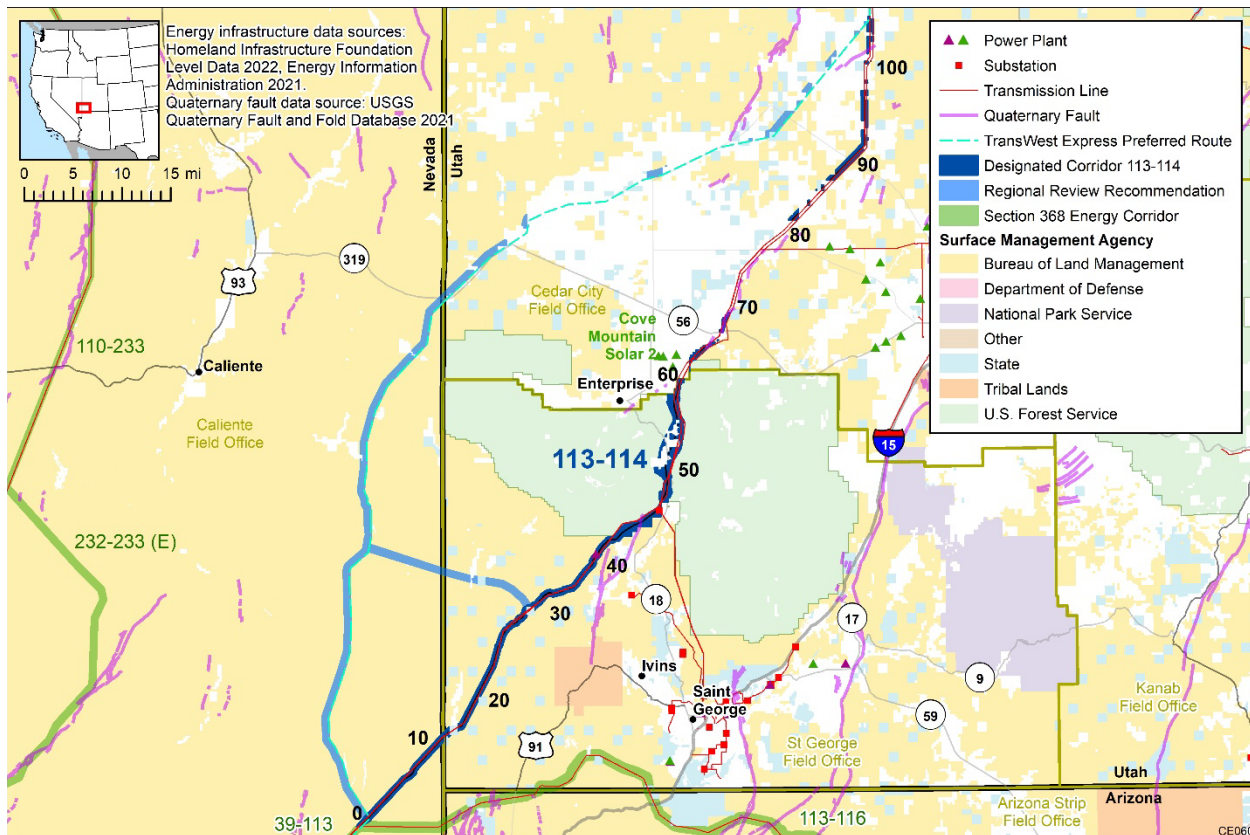 Energy infrastructure data sources:
Homeland Infrastructure Foundation
Level Data 2022, Energy Information
Administration 2021.
Quaternary fault data source: USGS
Quaternary Fault and Fold Database 2021
0 5 10 15 mi
Nevada
Utah
Power Plant
Substation
Transmission Line
Quaternary Fault
TransWest Express Preferred Route
Designated Corridor 113-114
Regional Review Recommendation
Section 368 Energy Corridor
Surface Management Agency
Bureau of Land Management
Department of Defense
National Park Service
Other
State
Tribal Lands
U.S. Forest Service
100
90
80
70
60
50
40
30
20
10
0
319
93
56
Cedar City
Field Office
Cove
Mountain
Solar 2
110-233
Caliente
Enterprise
Caliente
Field Office
113-114
15
232-233 (E)
18
17
Ivins
9
Saint
George
59
Kanab
Field Office
91
St George
Field Office
Utah
Arizona
39-113
113-116
Arizona Strip
Field Office